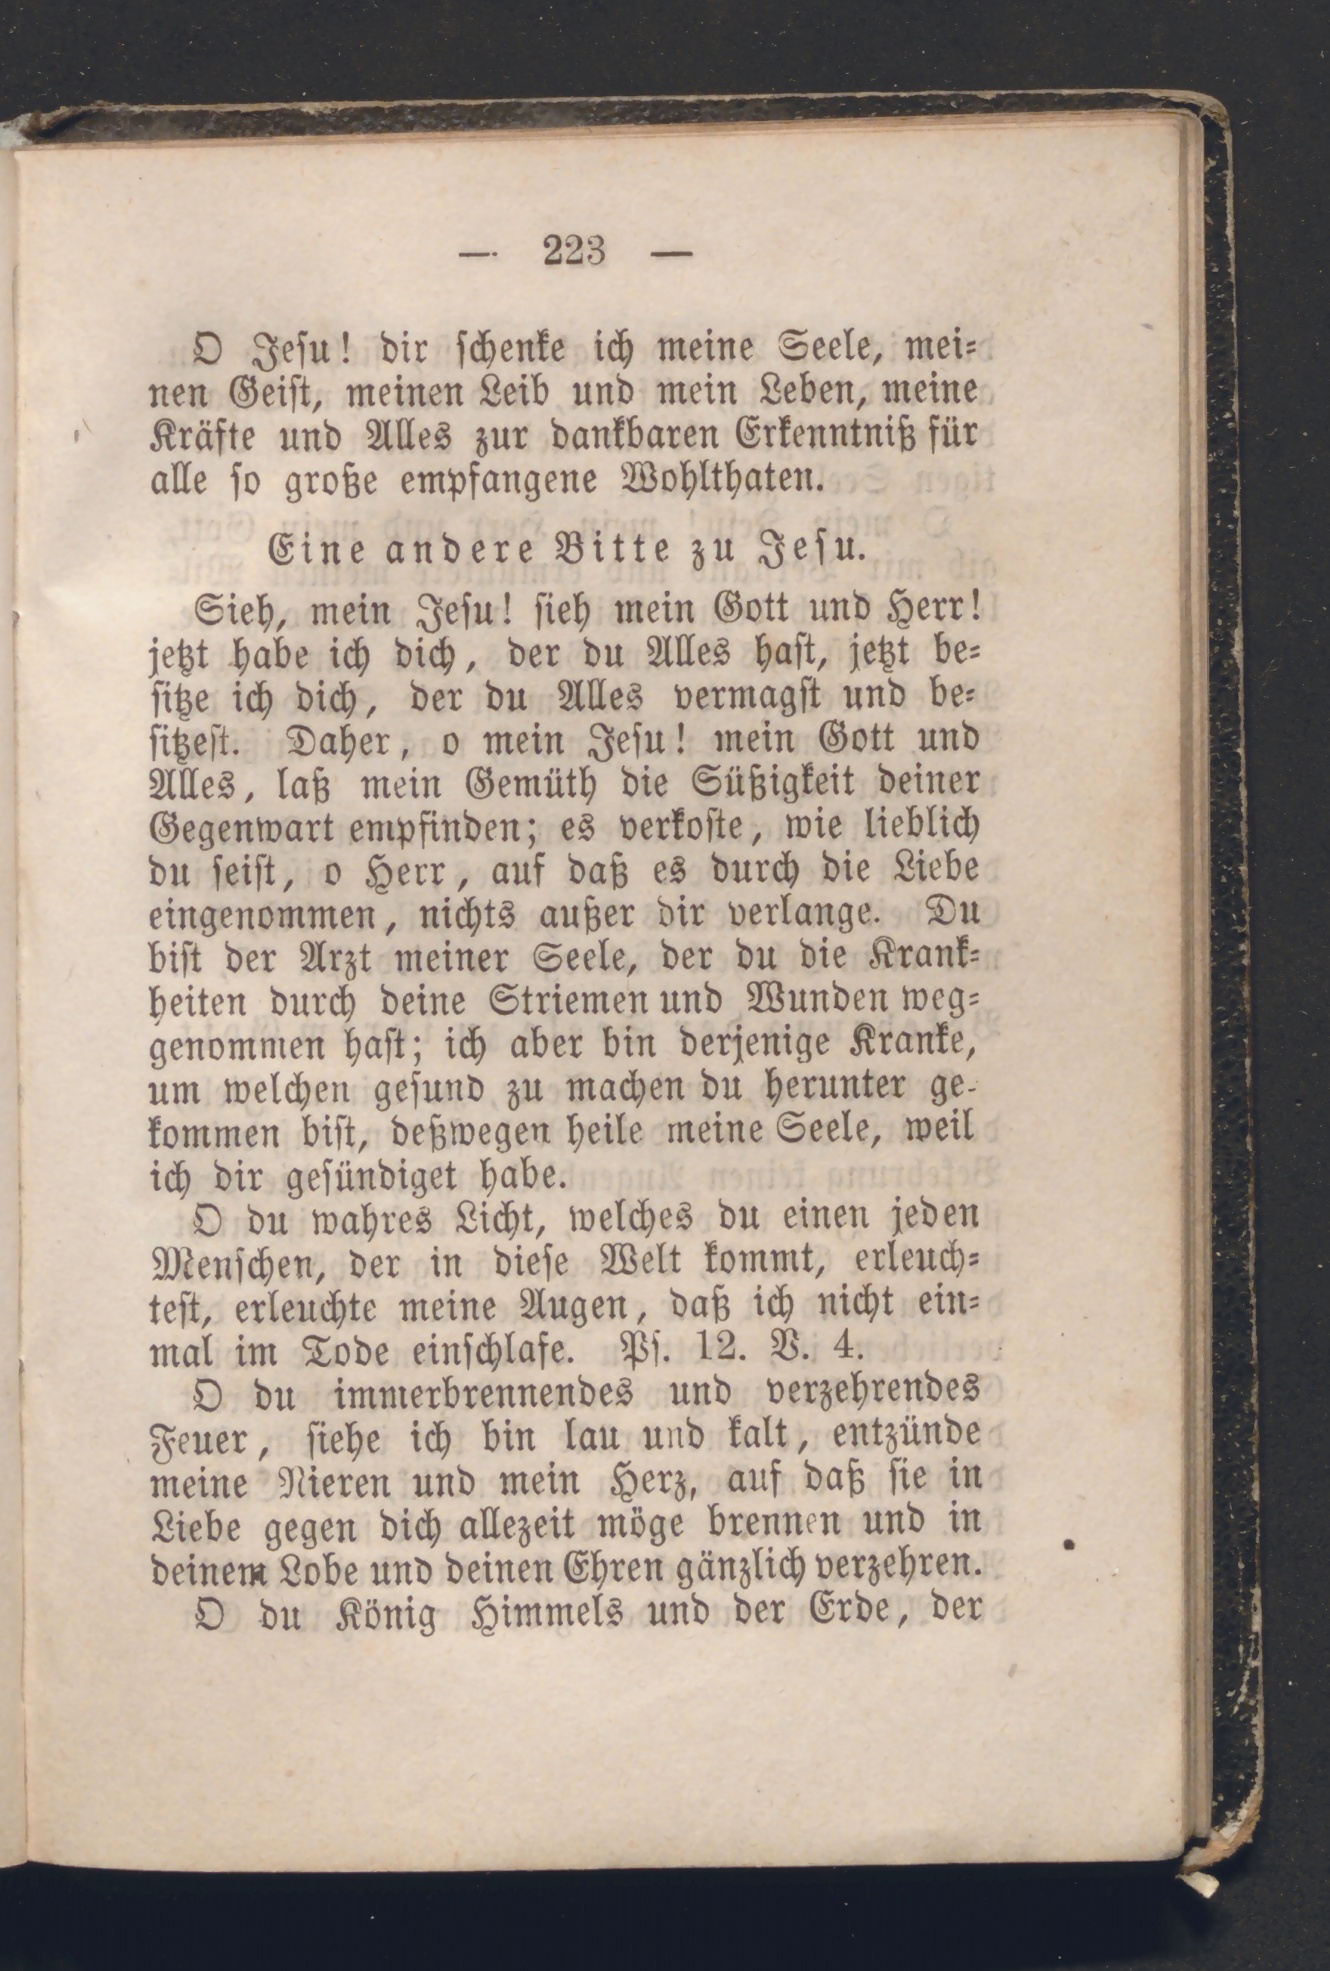 — 223 —
O Jesu! dir schenke ich meine Seele, mei-
nen Geist, meinen Leib und mein Leben, meine
Kräfte und Alles zur dankbaren Erkenntniß für
alle so große empfangene Wohlthaten.
Eine andere Bitte zu Jesu.
Sieh, mein Jesu! sieh mein Gott und Herr!
jetzt habe ich dich, der du Alles hast, jetzt be-
sitze ich dich, der du Alles vermagst und be-
sitzest. Daher, o mein Jesu! mein Gott und
Alles, laß mein Gemüth die Süßigkeit deiner
Gegenwart empfinden; es verkoste, wie lieblich
du seist, o Herr, auf daß es durch die Liebe
eingenommen, nichts außer dir verlange. Du
bist der Arzt meiner Seele, der du die Krank-
heiten durch deine Striemen und Wunden weg-
genommen hast; ich aber bin derjenige Kranke,
um welchen gesund zu machen du herunter ge-
kommen bist, deßwegen heile meine Seele, weil
ich dir gesündiget habe.
O du wahres Licht, welches du einen jeden
Menschen, der in diese Welt kommt, erleuch-
test, erleuchte meine Augen, daß ich nicht ein-
mal im Tode einschlafe. Ps. 12. V. 4.
O du immerbrennendes und verzehrendes
Feuer, siehe ich bin lau und kalt, entzünde
meine Nieren und mein Herz, auf daß sie in
Liebe gegen dich allezeit möge brennen und in
deinem Lobe und deinen Ehren gänzlich verzehren.
O du König Himmels und der Erde, der